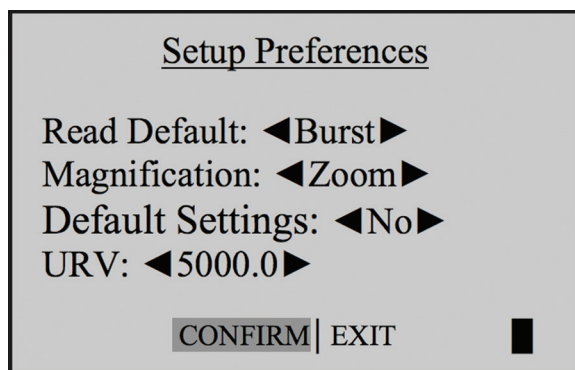 Setup Preferences
Read Default: ◀Burst▶
Magnification: ◀Zoom▶
Default Settings: ◀No▶
URV: ◀5000.0▶
CONFIRM| EXIT